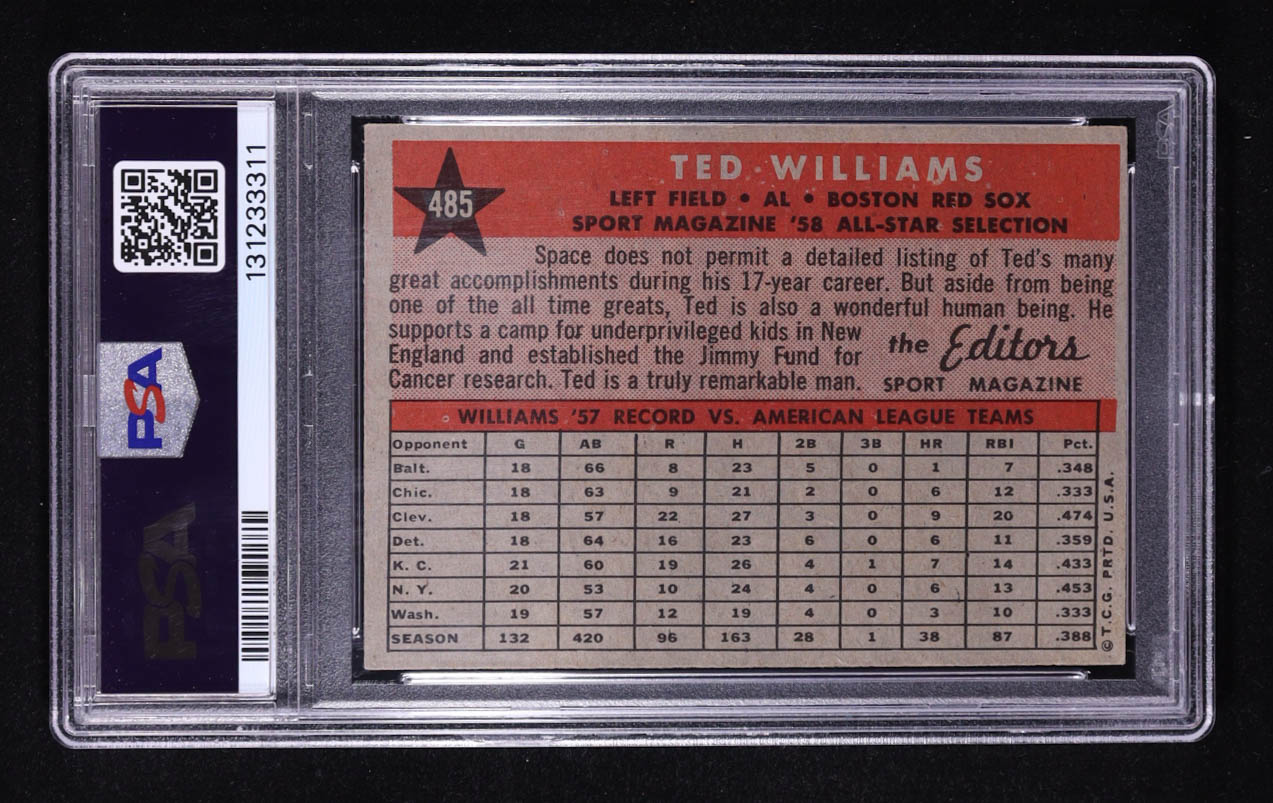 131233311
PSA
PSA
PSA
485
TED WILLIAMS
LEFT FIELD • AL • BOSTON RED SOX
SPORT MAGAZINE '58 ALL-STAR SELECTION
Space does not permit a detailed listing of Ted's many
great accomplishments during his 17-year career. But aside from being
one of the all time greats, Ted is also a wonderful human being. He
supports a camp for underprivileged kids in New
England and established the Jimmy Fund for
Cancer research. Ted is a truly remarkable man.
the Editors
SPORT MAGAZINE
WILLIAMS '57 RECORD VS. AMERICAN LEAGUE TEAMS
Opponent G AB R H 2B 3B HR RBI Pct.
Balt. 18 66 8 23 5 0 1 7 .348
Chic. 18 63 9 21 2 0 6 12 .333
Clev. 18 57 22 27 3 0 9 20 .474
Det. 18 64 16 23 6 0 6 11 .359
K. C. 21 60 19 26 4 1 7 14 .433
N. Y. 20 53 10 24 4 0 6 13 .453
Wash. 19 57 12 19 4 0 3 10 .333
SEASON 132 420 96 163 28 1 38 87 .388
© T.C.G. PRTD. U.S.A.